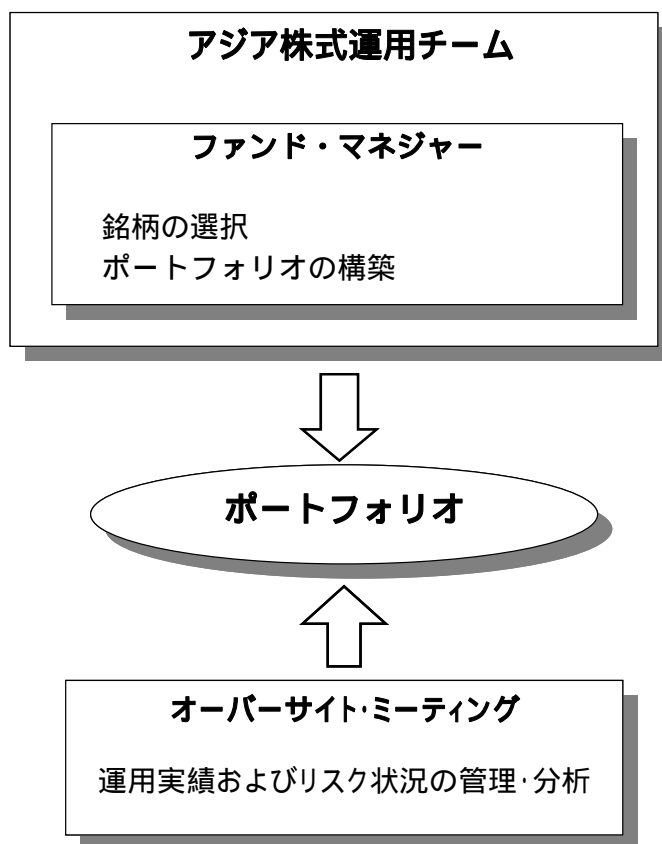 アジア株式運用チーム
ファンド・マネジャー
銘柄の選択
ポートフォリオの構築
ポートフォリオ
オーバーサイト・ミーティング
運用実績およびリスク状況の管理・分析